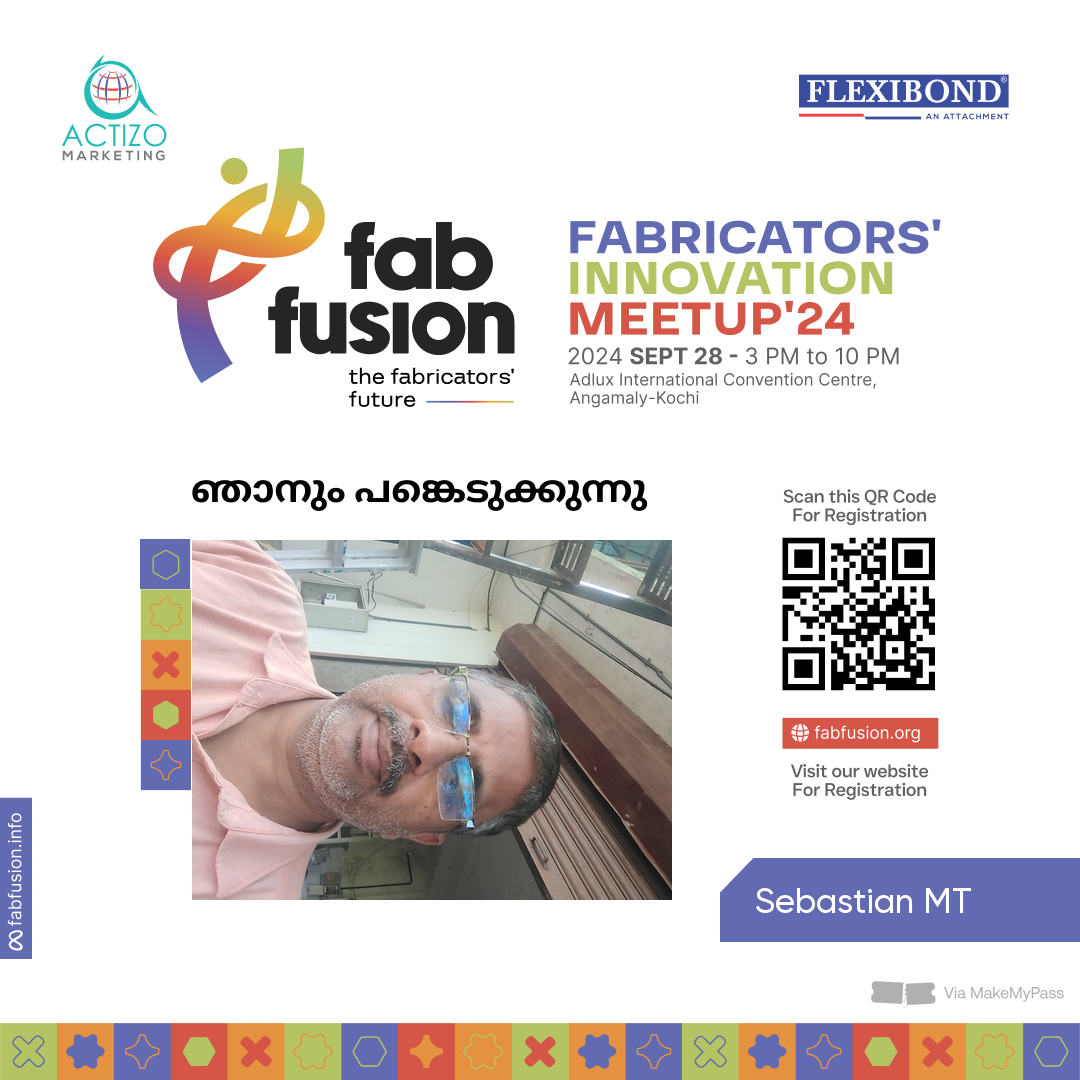 ACTIZO
MARKETING
FLEXIBOND®
AN ATTACHMENT
fab
fusion
the fabricators'
future
FABRICATORS'
INNOVATION
MEETUP'24
2024 SEPT 28 - 3 PM to 10 PM
Adlux International Convention Centre,
Angamaly-Kochi
ഞാനും പങ്കെടുക്കുന്നു
Scan this QR Code
For Registration
fabfusion.org
Visit our website
For Registration
fabfusion.info
Sebastian MT
Via MakeMyPass